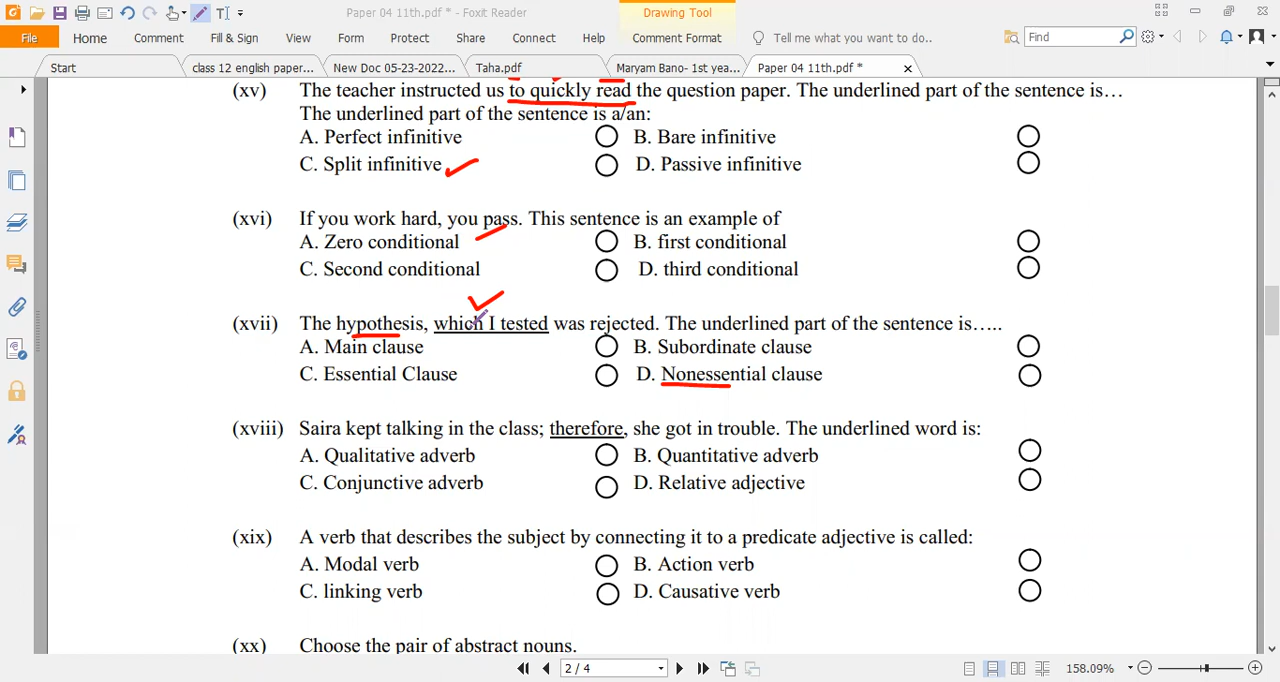 Paper 04 11th.pdf * - Foxit Reader
Drawing Tool
File Home Comment Fill & Sign View Form Protect Share Connect Help Comment Format Tell me what you want to do.. Find
Start class 12 english paper... New Doc 05-23-2022... Taha.pdf Maryam Bano- 1st yea... Paper 04 11th.pdf *
(xv) The teacher instructed us to quickly read the question paper. The underlined part of the sentence is…
The underlined part of the sentence is a/an:
A. Perfect infinitive B. Bare infinitive
C. Split infinitive D. Passive infinitive
(xvi) If you work hard, you pass. This sentence is an example of
A. Zero conditional B. first conditional
C. Second conditional D. third conditional
(xvii) The hypothesis, which I tested was rejected. The underlined part of the sentence is…..
A. Main clause B. Subordinate clause
C. Essential Clause D. Nonessential clause
(xviii) Saira kept talking in the class; therefore, she got in trouble. The underlined word is:
A. Qualitative adverb B. Quantitative adverb
C. Conjunctive adverb D. Relative adjective
(xix) A verb that describes the subject by connecting it to a predicate adjective is called:
A. Modal verb B. Action verb
C. linking verb D. Causative verb
(xx) Choose the pair of abstract nouns.
2 / 4 158.09%